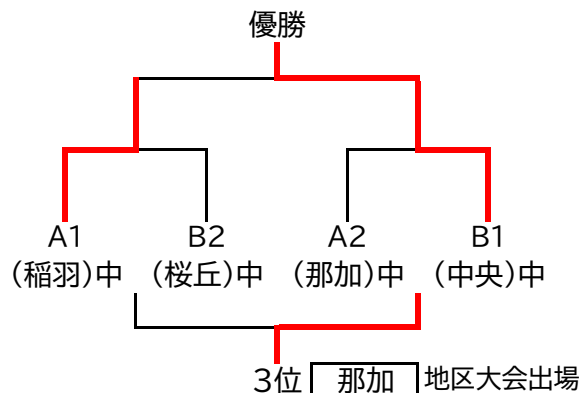 優勝
A1 B2 A2 B1
(稲羽)中 (桜丘)中 (那加)中 (中央)中
3位 那加 地区大会出場